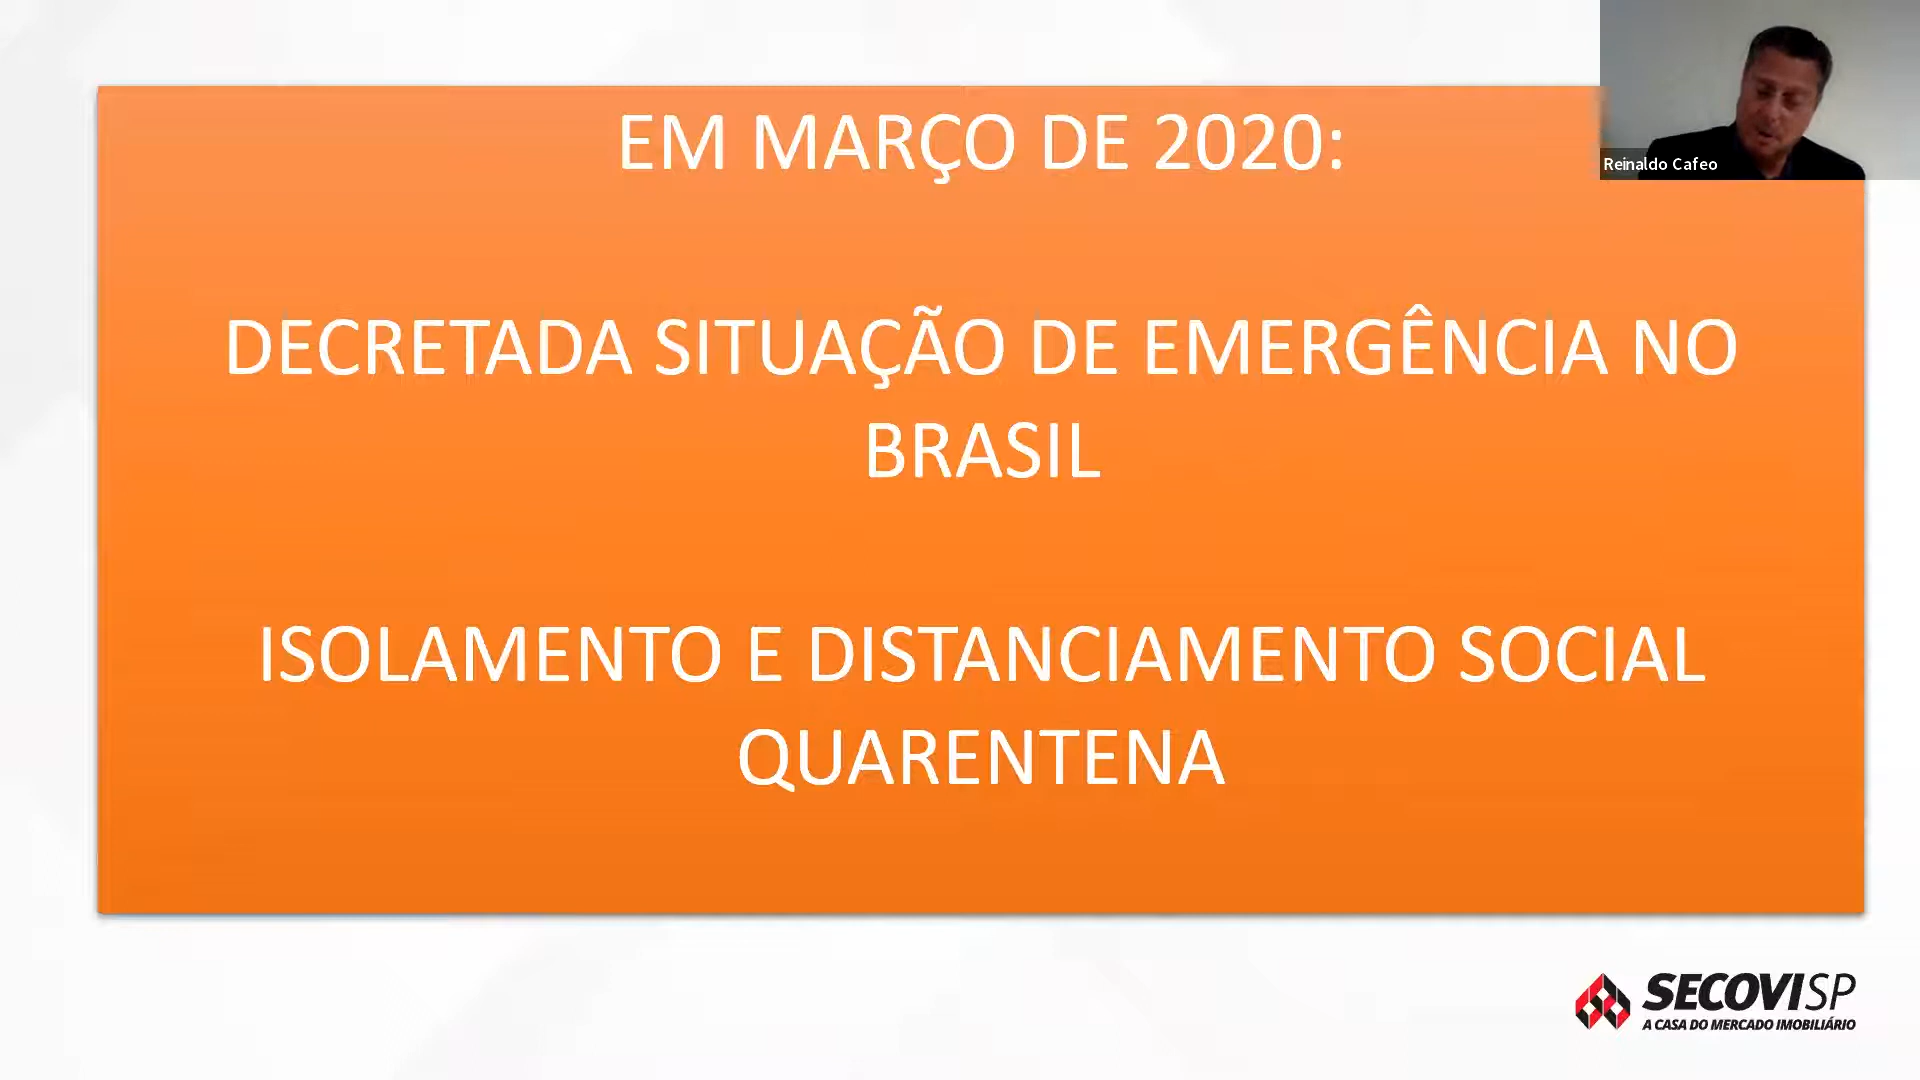 EM MARÇO DE 2020:
DECRETADA SITUAÇÃO DE EMERGÊNCIA NO
BRASIL
ISOLAMENTO E DISTANCIAMENTO SOCIAL
QUARENTENA
Reinaldo Cafeo
SECOVISP
A CASA DO MERCADO IMOBILIÁRIO